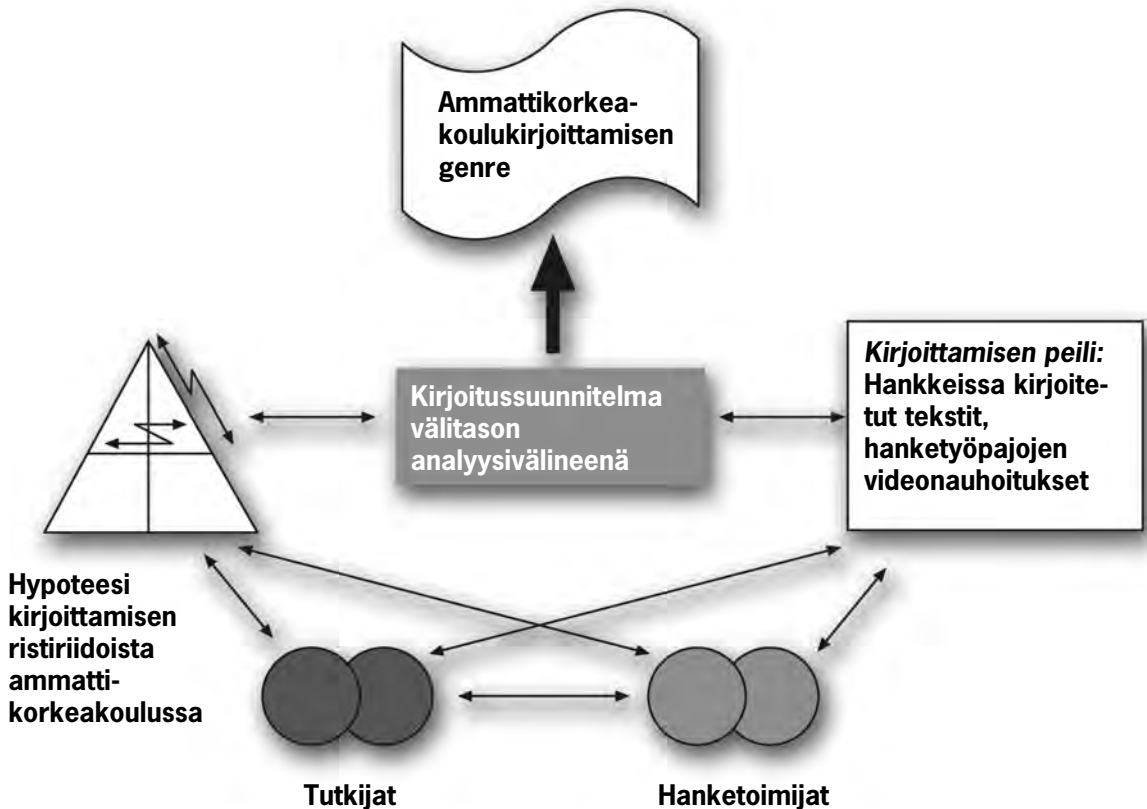 Ammattikorkea-
koulukirjoittamisen
genre
Kirjoitussuunnitelma
välitason
analyysivälineenä
Kirjoittamisen peili:
Hankkeissa kirjoite-
tut tekstit,
hanketyöpajojen
videonauhoitukset
Hypoteesi
kirjoittamisen
ristiriidoista
ammatti-
korkeakoulussa
Tutkijat
Hanketoimijat